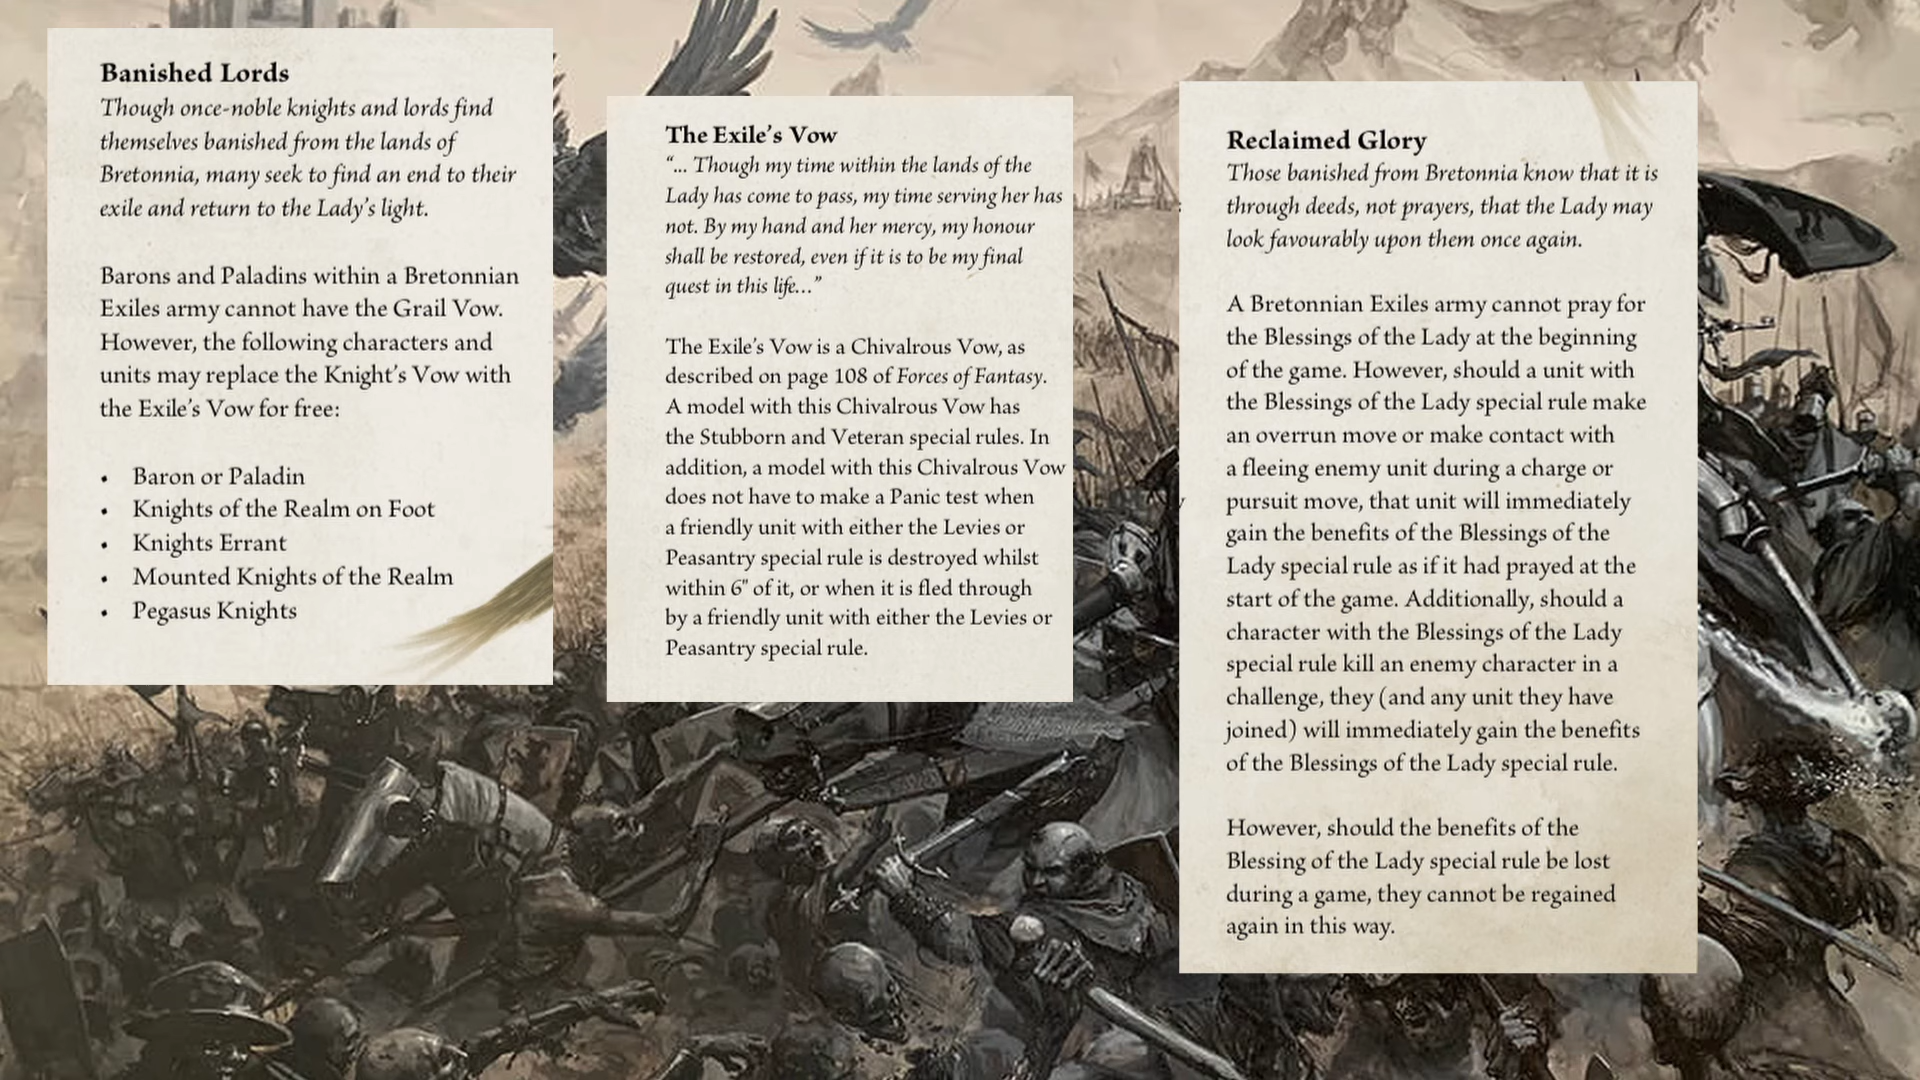 Banished Lords
Though once-noble knights and lords find
themselves banished from the lands of
Bretonnia, many seek to find an end to their
exile and return to the Lady's light.
Barons and Paladins within a Bretonnian
Exiles army cannot have the Grail Vow.
However, the following characters and
units may replace the Knight's Vow with
the Exile's Vow for free:
• Baron or Paladin
• Knights of the Realm on Foot
• Knights Errant
• Mounted Knights of the Realm
• Pegasus Knights
The Exile's Vow
“... Though my time within the lands of the
Lady has come to pass, my time serving her has
not. By my hand and her mercy, my honour
shall be restored, even if it is to be my final
quest in this life...”
The Exile's Vow is a Chivalrous Vow, as
described on page 108 of Forces of Fantasy.
A model with this Chivalrous Vow has
the Stubborn and Veteran special rules. In
addition, a model with this Chivalrous Vow
does not have to make a Panic test when
a friendly unit with either the Levies or
Peasantry special rule is destroyed whilst
within 6" of it, or when it is fled through
by a friendly unit with either the Levies or
Peasantry special rule.
Reclaimed Glory
Those banished from Bretonnia know that it is
through deeds, not prayers, that the Lady may
look favourably upon them once again.
A Bretonnian Exiles army cannot pray for
the Blessings of the Lady at the beginning
of the game. However, should a unit with
the Blessings of the Lady special rule make
an overrun move or make contact with
a fleeing enemy unit during a charge or
pursuit move, that unit will immediately
gain the benefits of the Blessings of the
Lady special rule as if it had prayed at the
start of the game. Additionally, should a
character with the Blessings of the Lady
special rule kill an enemy character in a
challenge, they (and any unit they have
joined) will immediately gain the benefits
of the Blessings of the Lady special rule.
However, should the benefits of the
Blessing of the Lady special rule be lost
during a game, they cannot be regained
again in this way.